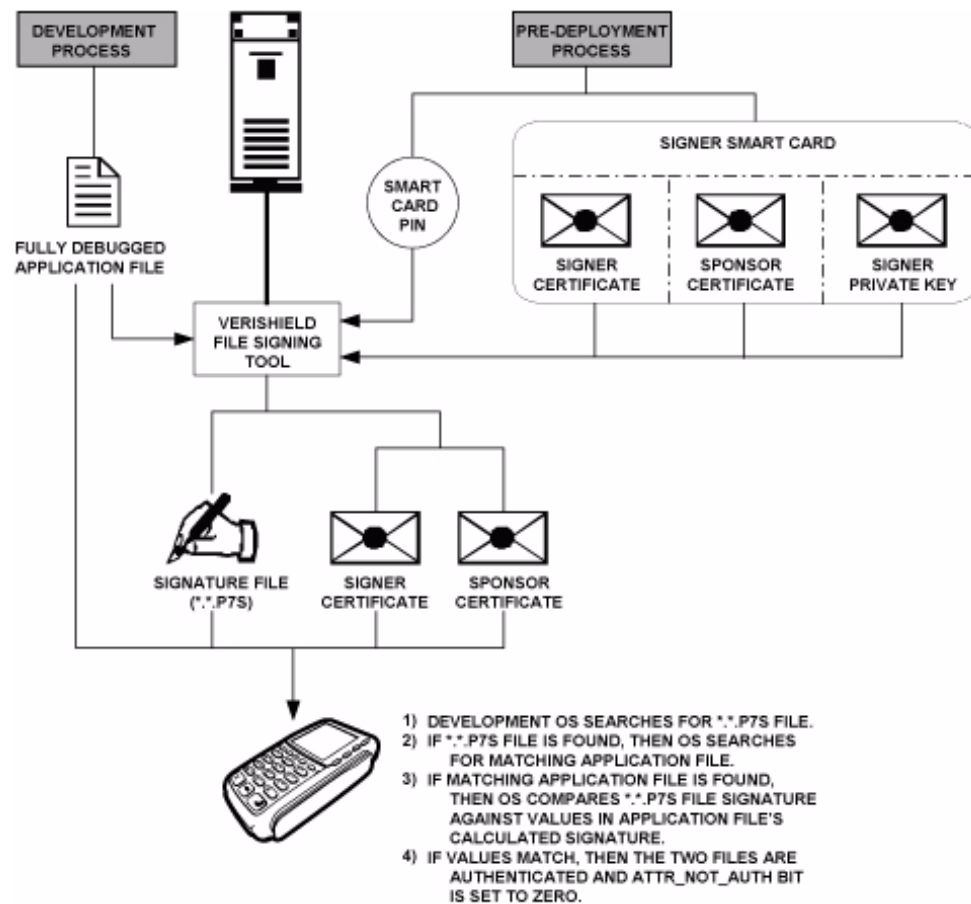 DEVELOPMENT
PROCESS
PRE-DEPLOYMENT
PROCESS
SIGNER SMART CARD
SMART
CARD
PIN
FULLY DEBUGGED
APPLICATION FILE
SIGNER
CERTIFICATE
SPONSOR
CERTIFICATE
SIGNER
PRIVATE KEY
VERISHIELD
FILE SIGNING
TOOL
SIGNATURE FILE
(*.*.P7S)
SIGNER
CERTIFICATE
SPONSOR
CERTIFICATE
1) DEVELOPMENT OS SEARCHES FOR *.*.P7S FILE.
2) IF *.*.P7S FILE IS FOUND, THEN OS SEARCHES
FOR MATCHING APPLICATION FILE.
3) IF MATCHING APPLICATION FILE IS FOUND,
THEN OS COMPARES *.*.P7S FILE SIGNATURE
AGAINST VALUES IN APPLICATION FILE'S
CALCULATED SIGNATURE.
4) IF VALUES MATCH, THEN THE TWO FILES ARE
AUTHENTICATED AND ATTR_NOT_AUTH BIT
IS SET TO ZERO.